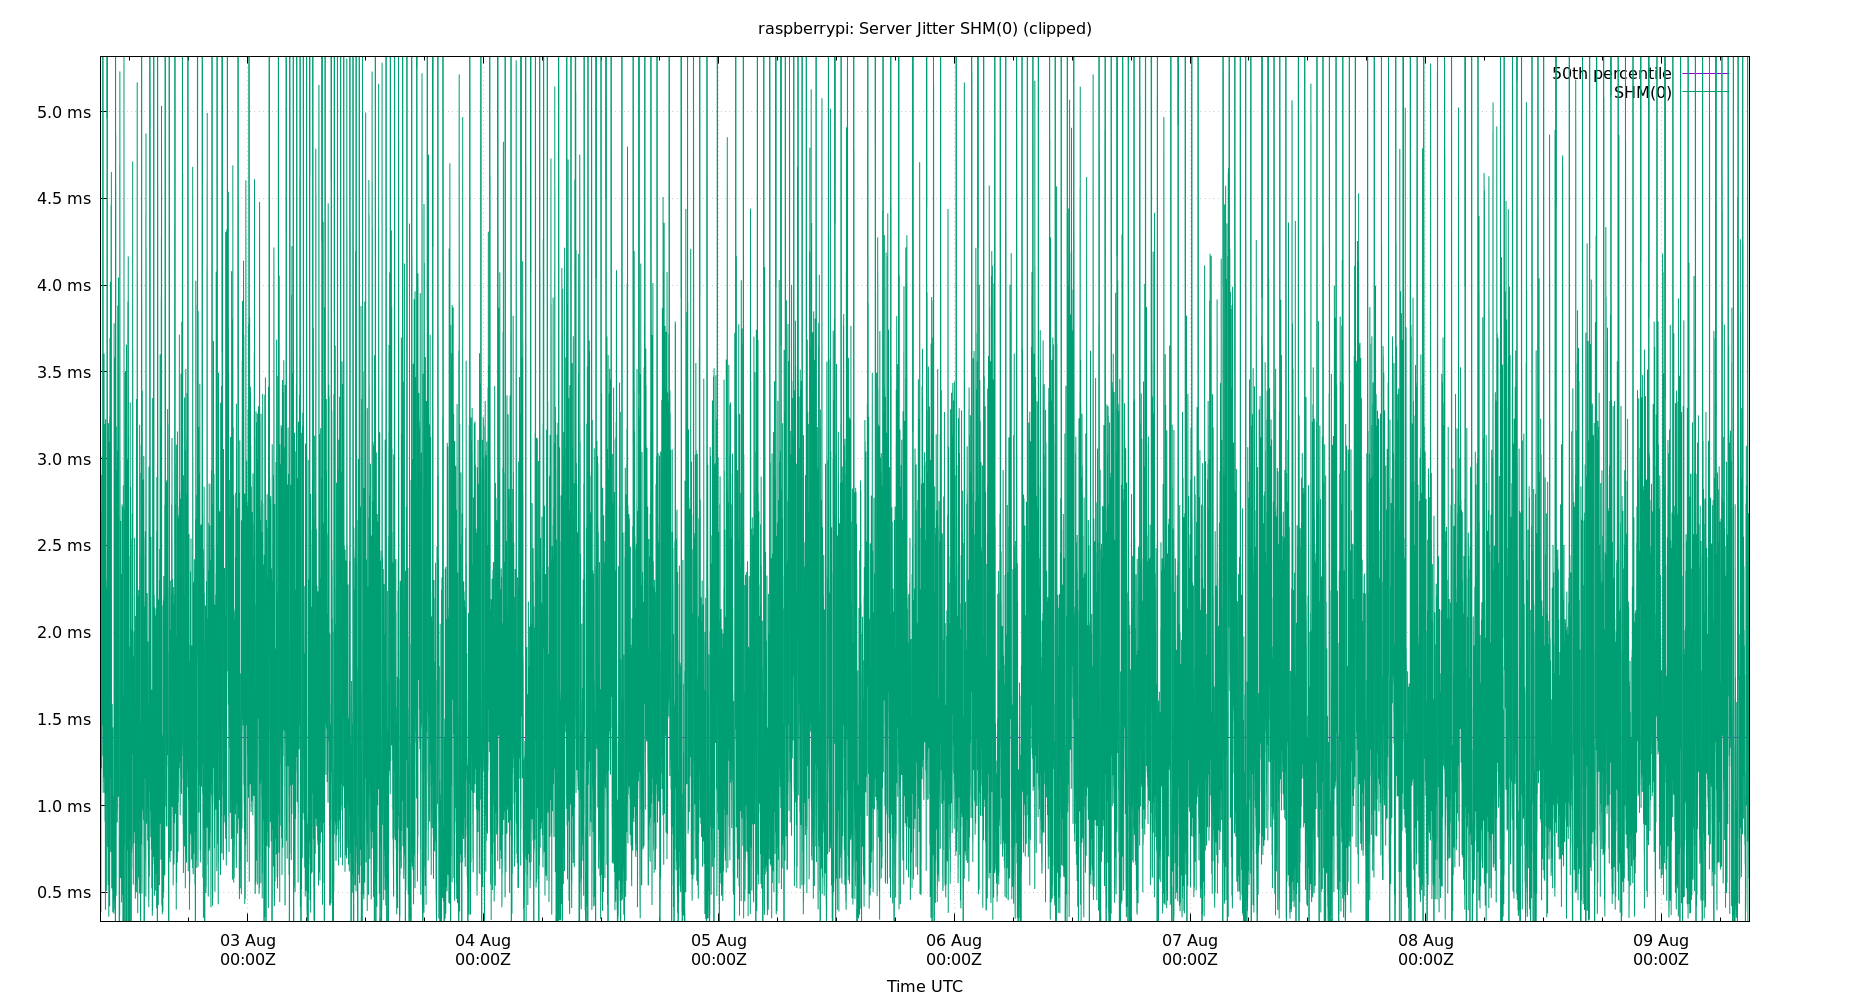 raspberrypi: Server Jitter SHM(0) (clipped)
50th percentile
SHM(0)
5.0 ms
4.5 ms
4.0 ms
3.5 ms
3.0 ms
2.5 ms
2.0 ms
1.5 ms
1.0 ms
0.5 ms
03 Aug 04 Aug 05 Aug 06 Aug 07 Aug 08 Aug 09 Aug
00:00Z 00:00Z 00:00Z 00:00Z 00:00Z 00:00Z 00:00Z
Time UTC